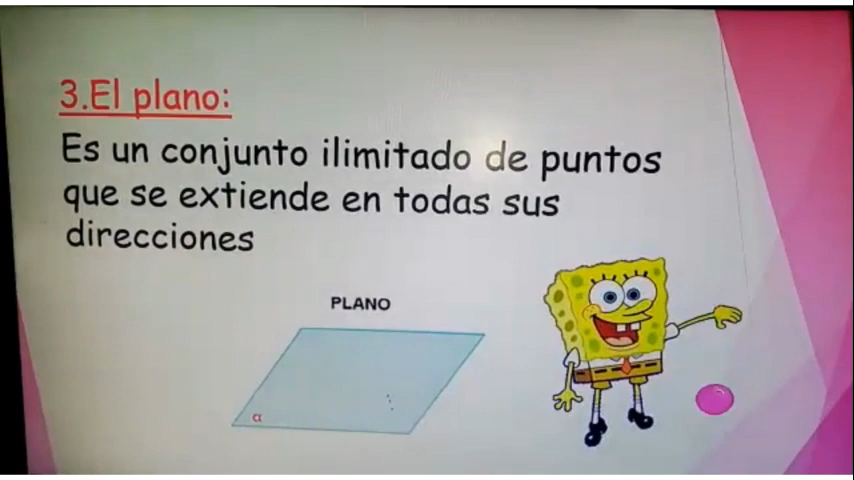 3.El plano:
Es un conjunto ilimitado de puntos
que se extiende en todas sus
direcciones
PLANO
α